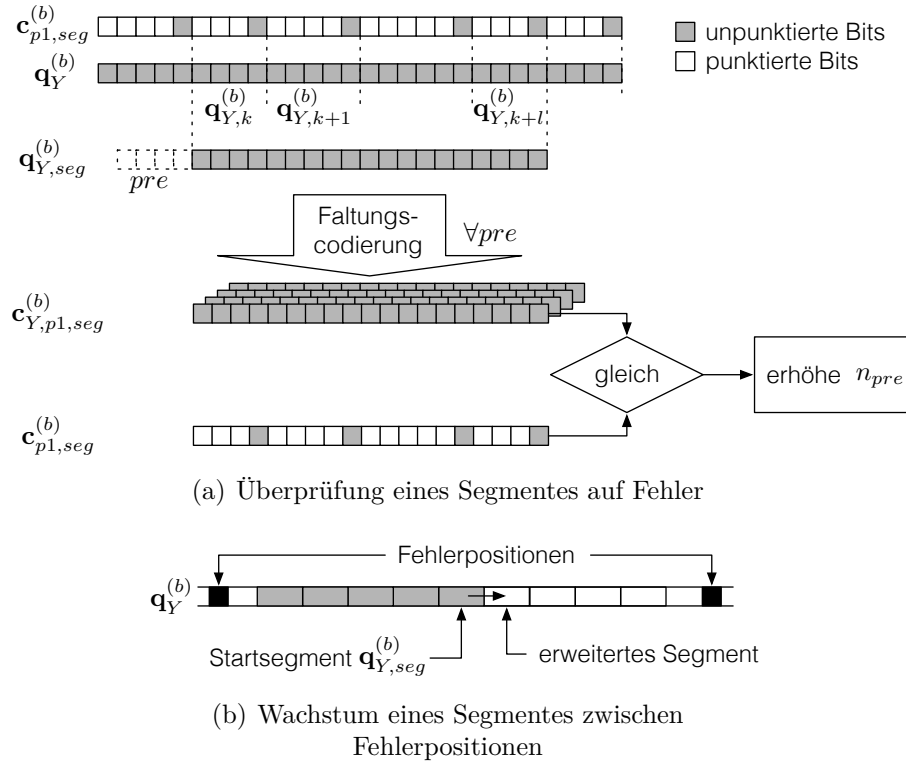 c_{p1,seg}^{(b)}
unpunktierte Bits
q_Y^{(b)}
punktierte Bits
q_{Y,k}^{(b)} q_{Y,k+1}^{(b)} q_{Y,k+l}^{(b)}
q_{Y,seg}^{(b)}
pre
Faltungs-
codierung
∀pre
c_{Y,p1,seg}^{(b)}
gleich
erhöhe n_{pre}
c_{p1,seg}^{(b)}
(a) Überprüfung eines Segmentes auf Fehler
Fehlerpositionen
q_Y^{(b)}
Startsegment q_{Y,seg}^{(b)}
erweitertes Segment
(b) Wachstum eines Segmentes zwischen
Fehlerpositionen